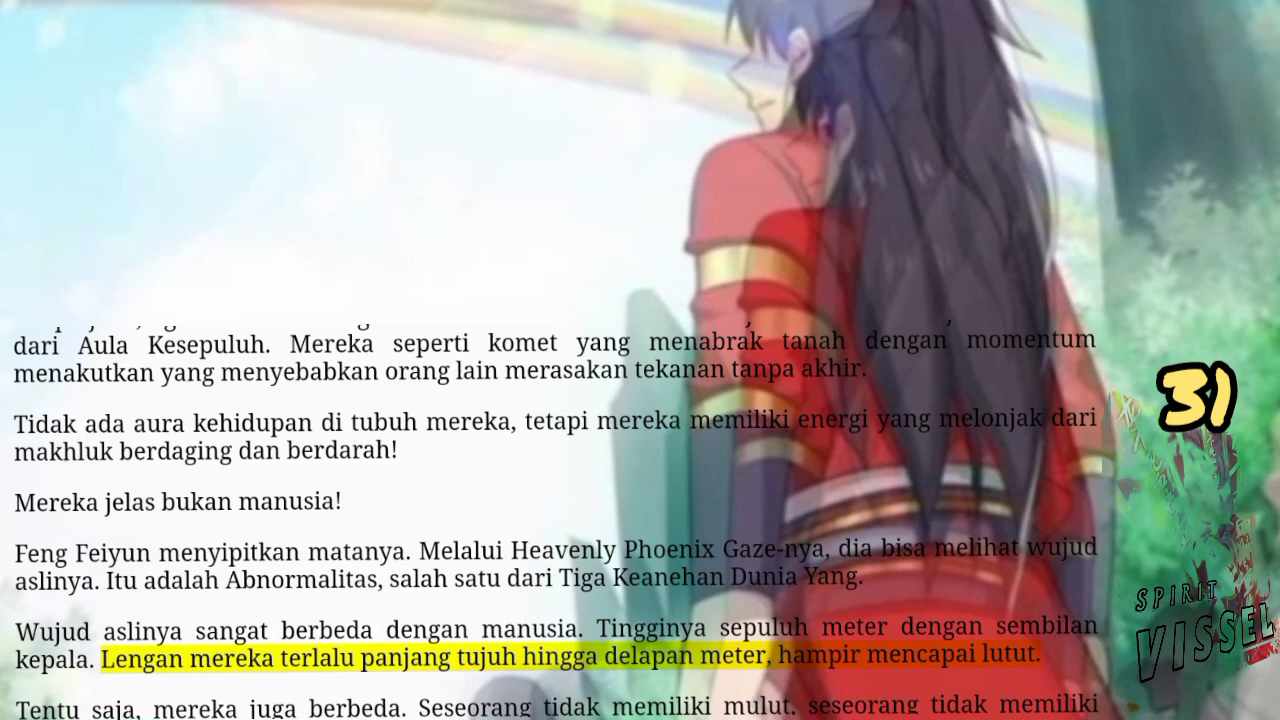 dari Aula Kesepuluh. Mereka seperti komet yang menabrak tanah dengan momentum
menakutkan yang menyebabkan orang lain merasakan tekanan tanpa akhir.
Tidak ada aura kehidupan di tubuh mereka, tetapi mereka memiliki energi yang melonjak dari
makhluk berdaging dan berdarah!
Mereka jelas bukan manusia!
Feng Feiyun menyipitkan matanya. Melalui Heavenly Phoenix Gaze-nya, dia bisa melihat wujud
aslinya. Itu adalah Abnormalitas, salah satu dari Tiga Keanehan Dunia Yang.
Wujud aslinya sangat berbeda dengan manusia. Tingginya sepuluh meter dengan sembilan
kepala. Lengan mereka terlalu panjang tujuh hingga delapan meter, hampir mencapai lutut.
Tentu saja, mereka juga berbeda. Seseorang tidak memiliki mulut, seseorang tidak memiliki
31
SPIRIT
VISSEL